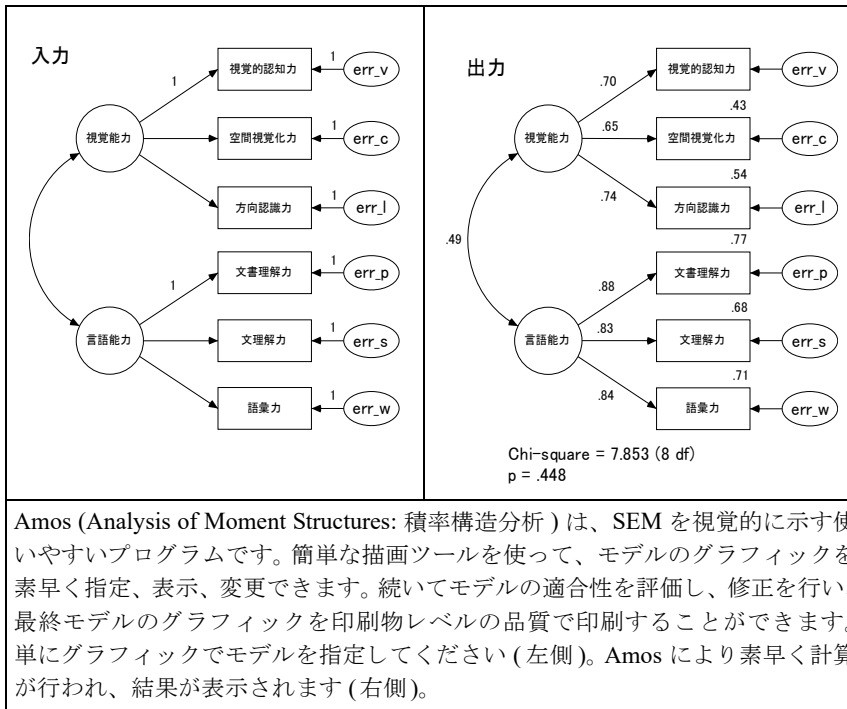 入力
1
視覚的認知力
1
err_v
視覚能力
空間視覚化力
1
err_c
方向認識力
1
err_l
1
文書理解力
1
err_p
言語能力
文理解力
1
err_s
語彙力
1
err_w
出力
.70
視覚的認知力
err_v
.43
視覚能力
.65
空間視覚化力
err_c
.54
.74
方向認識力
err_l
.49
.77
.88
文書理解力
err_p
.68
言語能力
.83
文理解力
err_s
.71
.84
語彙力
err_w
Chi-square = 7.853 (8 df)
p = .448
Amos (Analysis of Moment Structures: 積率構造分析 ) は、SEM を視覚的に示す使
いやすいプログラムです。簡単な描画ツールを使って、モデルのグラフィックを
素早く指定、表示、変更できます。続いてモデルの適合性を評価し、修正を行い
最終モデルのグラフィックを印刷物レベルの品質で印刷することができます。
単にグラフィックでモデルを指定してください ( 左側 )。Amos により素早く計算
が行われ、結果が表示されます ( 右側 )。